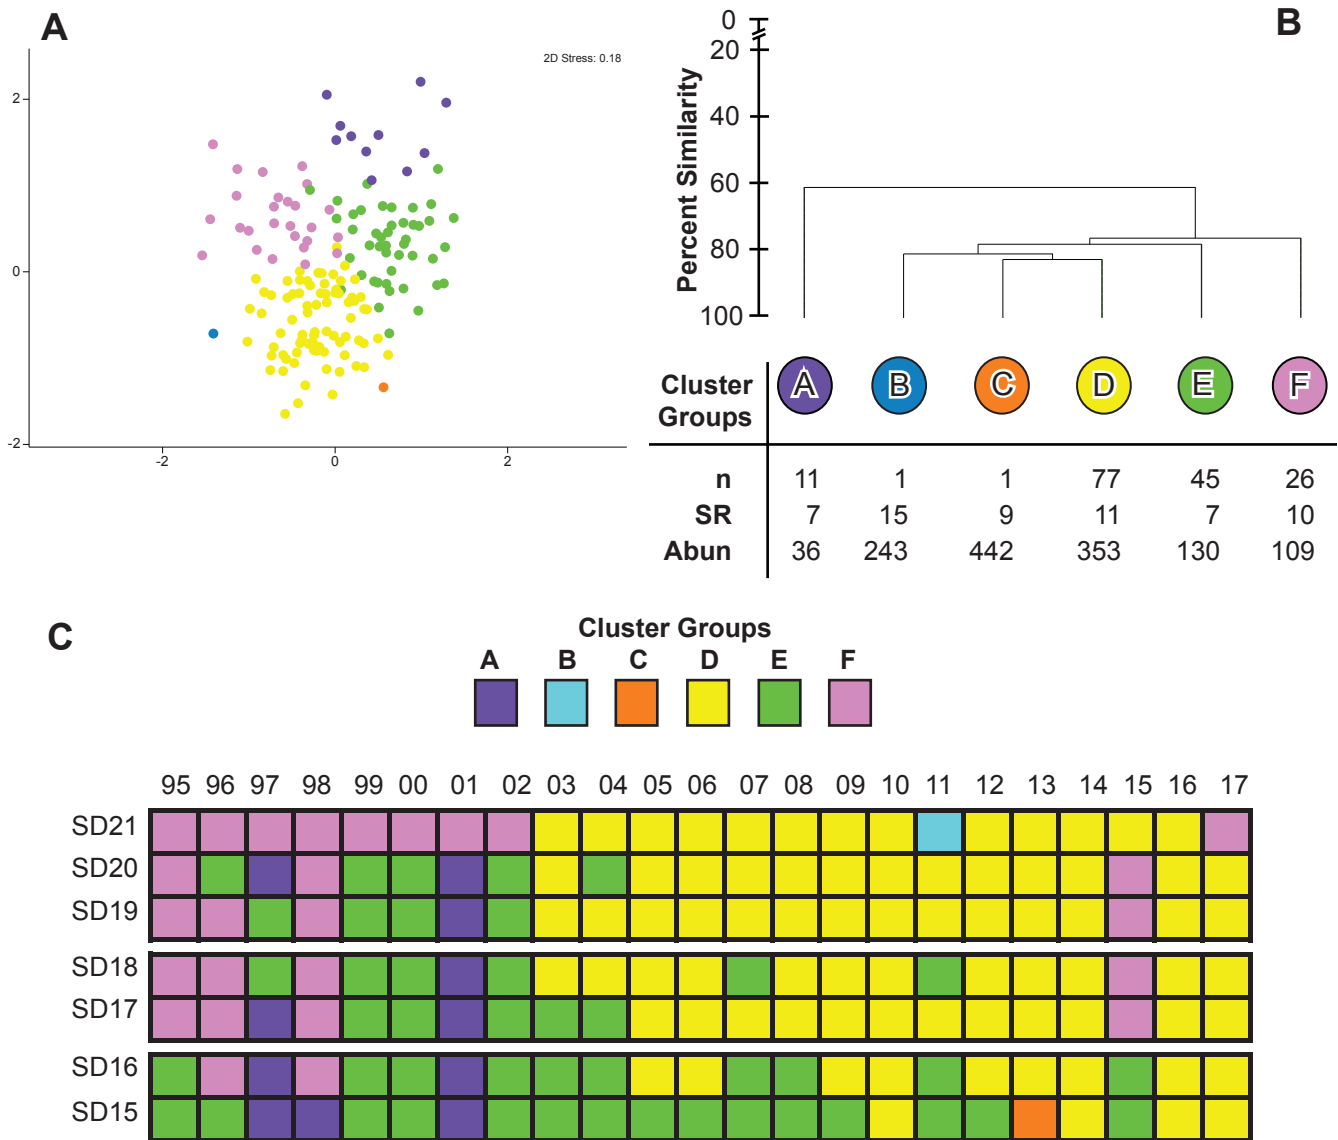 A
2D Stress: 0.18
2
0
-2
-2 0 2
B
Percent Similarity
0
20
40
60
80
100
Cluster Groups A B C D E F
n 11 1 1 77 45 26
SR 7 15 9 11 7 10
Abun 36 243 442 353 130 109
C
Cluster Groups
A B C D E F
95 96 97 98 99 00 01 02 03 04 05 06 07 08 09 10 11 12 13 14 15 16 17
SD21
SD20
SD19
SD18
SD17
SD16
SD15